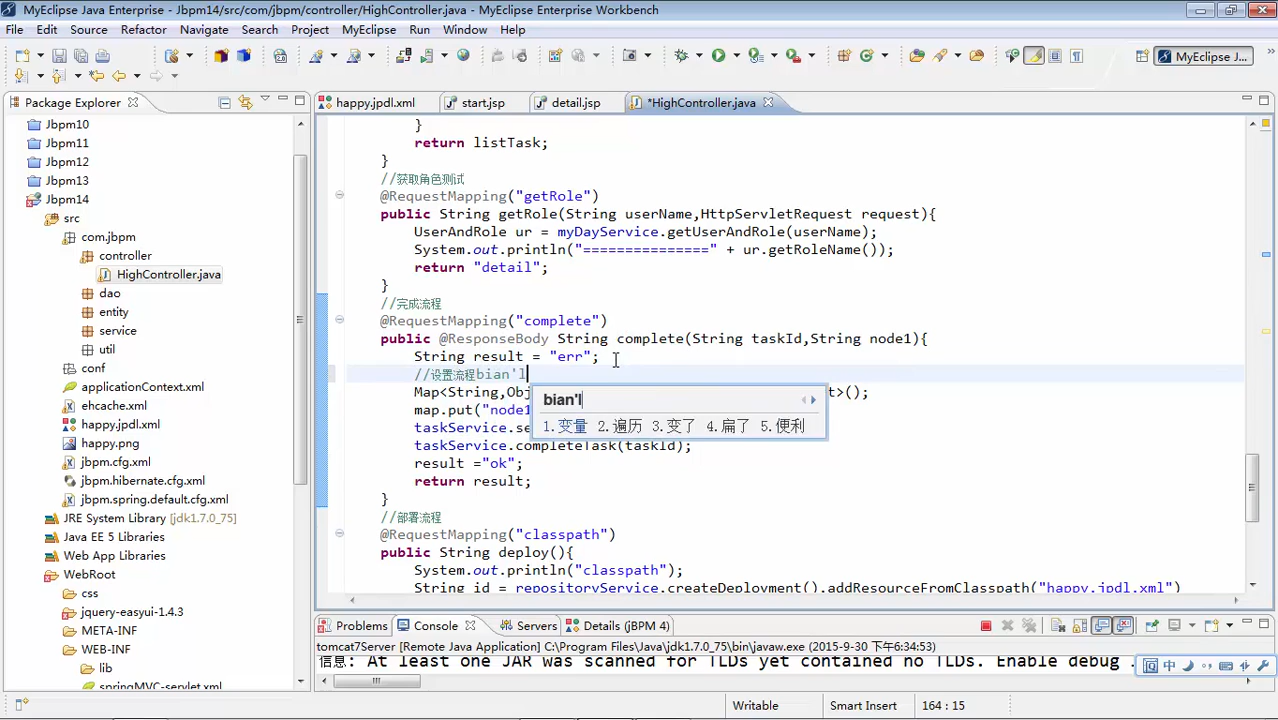 MyEclipse Java Enterprise - Jbpm14/src/com/jbpm/controller/HighController.java - MyEclipse Enterprise Workbench
File Edit Source Refactor Navigate Search Project MyEclipse Run Window Help
MyEclipse J...
Package Explorer
happy.jpdl.xml start.jsp detail.jsp *HighController.java
Jbpm10
Jbpm11
Jbpm12
Jbpm13
Jbpm14
src
com.jbpm
controller
HighController.java
dao
entity
service
util
config
applicationContext.xml
ehcache.xml
happy.jpdl.xml
happy.png
jbpm.cfg.xml
jbpm.hibernate.cfg.xml
jbpm.spring.default.cfg.xml
JRE System Library [jdk1.7.0_75]
Java EE 5 Libraries
Web App Libraries
WebRoot
css
jquery-easyui-1.4.3
META-INF
WEB-INF
lib
springMVC-servlet.xml
}
return listTask;
}
//获取角色测试
@RequestMapping("getRole")
public String getRole(String userName,HttpServletRequest request){
UserAndRole ur = myDayService.getUserAndRole(userName);
System.out.println("===============" + ur.getRoleName());
return "detail";
}
//完成流程
@RequestMapping("complete")
public @ResponseBody String complete(String taskId,String node1){
String result = "err";
//设置流程bian'l
Map<String,Obj t>();
map.put("node1
taskService.se
taskService.completeTask(taskId);
result ="ok";
return result;
}
//部署流程
@RequestMapping("classpath")
public String deploy(){
System.out.println("classpath");
String id = repositoryService.createDeployment().addResourceFromClasspath("happy.jpdl.xml")
bian'l
1.变量 2.遍历 3.变了 4.扁了 5.便利
Problems Console Servers Details (jBPM 4)
tomcat7Server [Remote Java Application] C:\Program Files\Java\jdk1.7.0_75\bin\javaw.exe (2015-9-30 下午6:34:53)
信息: At least one JAR was scanned for TLDs yet contained no TLDs. Enable debug
中
Writable Smart Insert 164 : 15